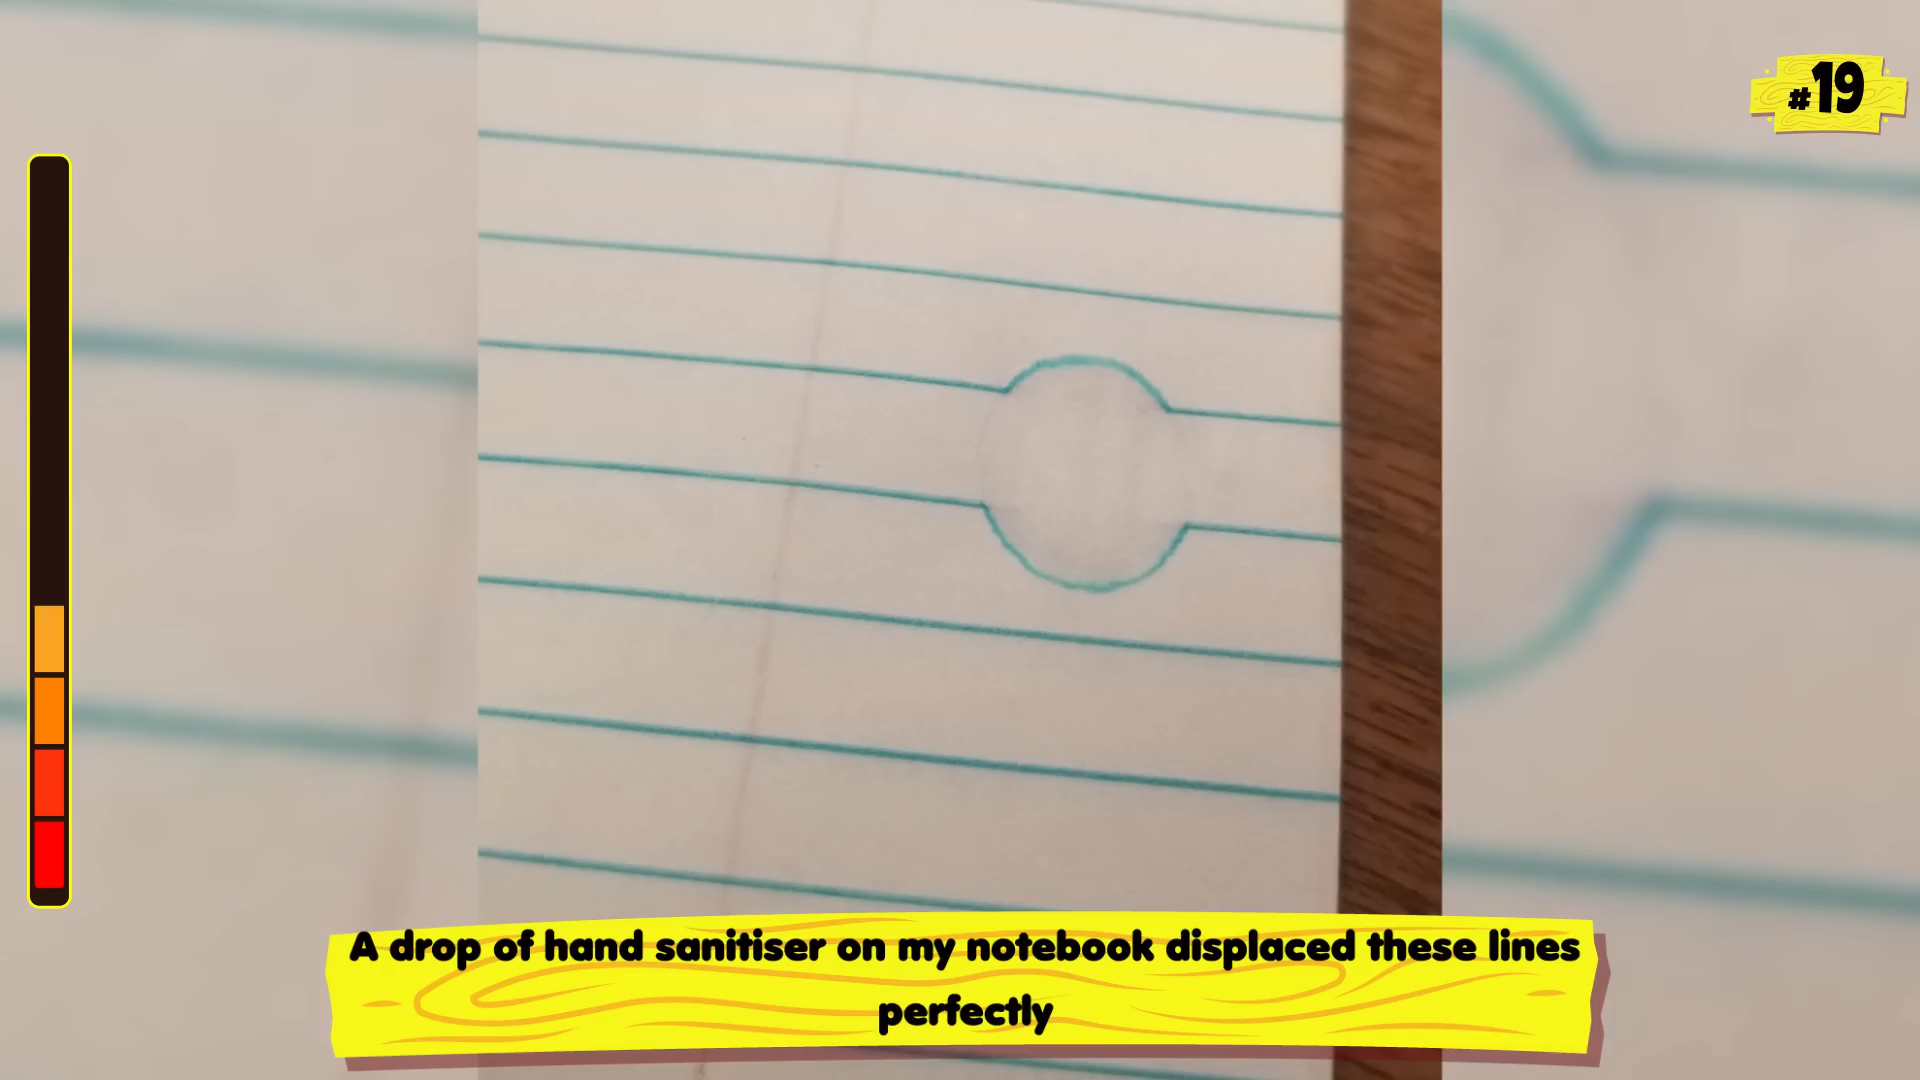 #19
A drop of hand sanitiser on my notebook displaced these lines
perfectly